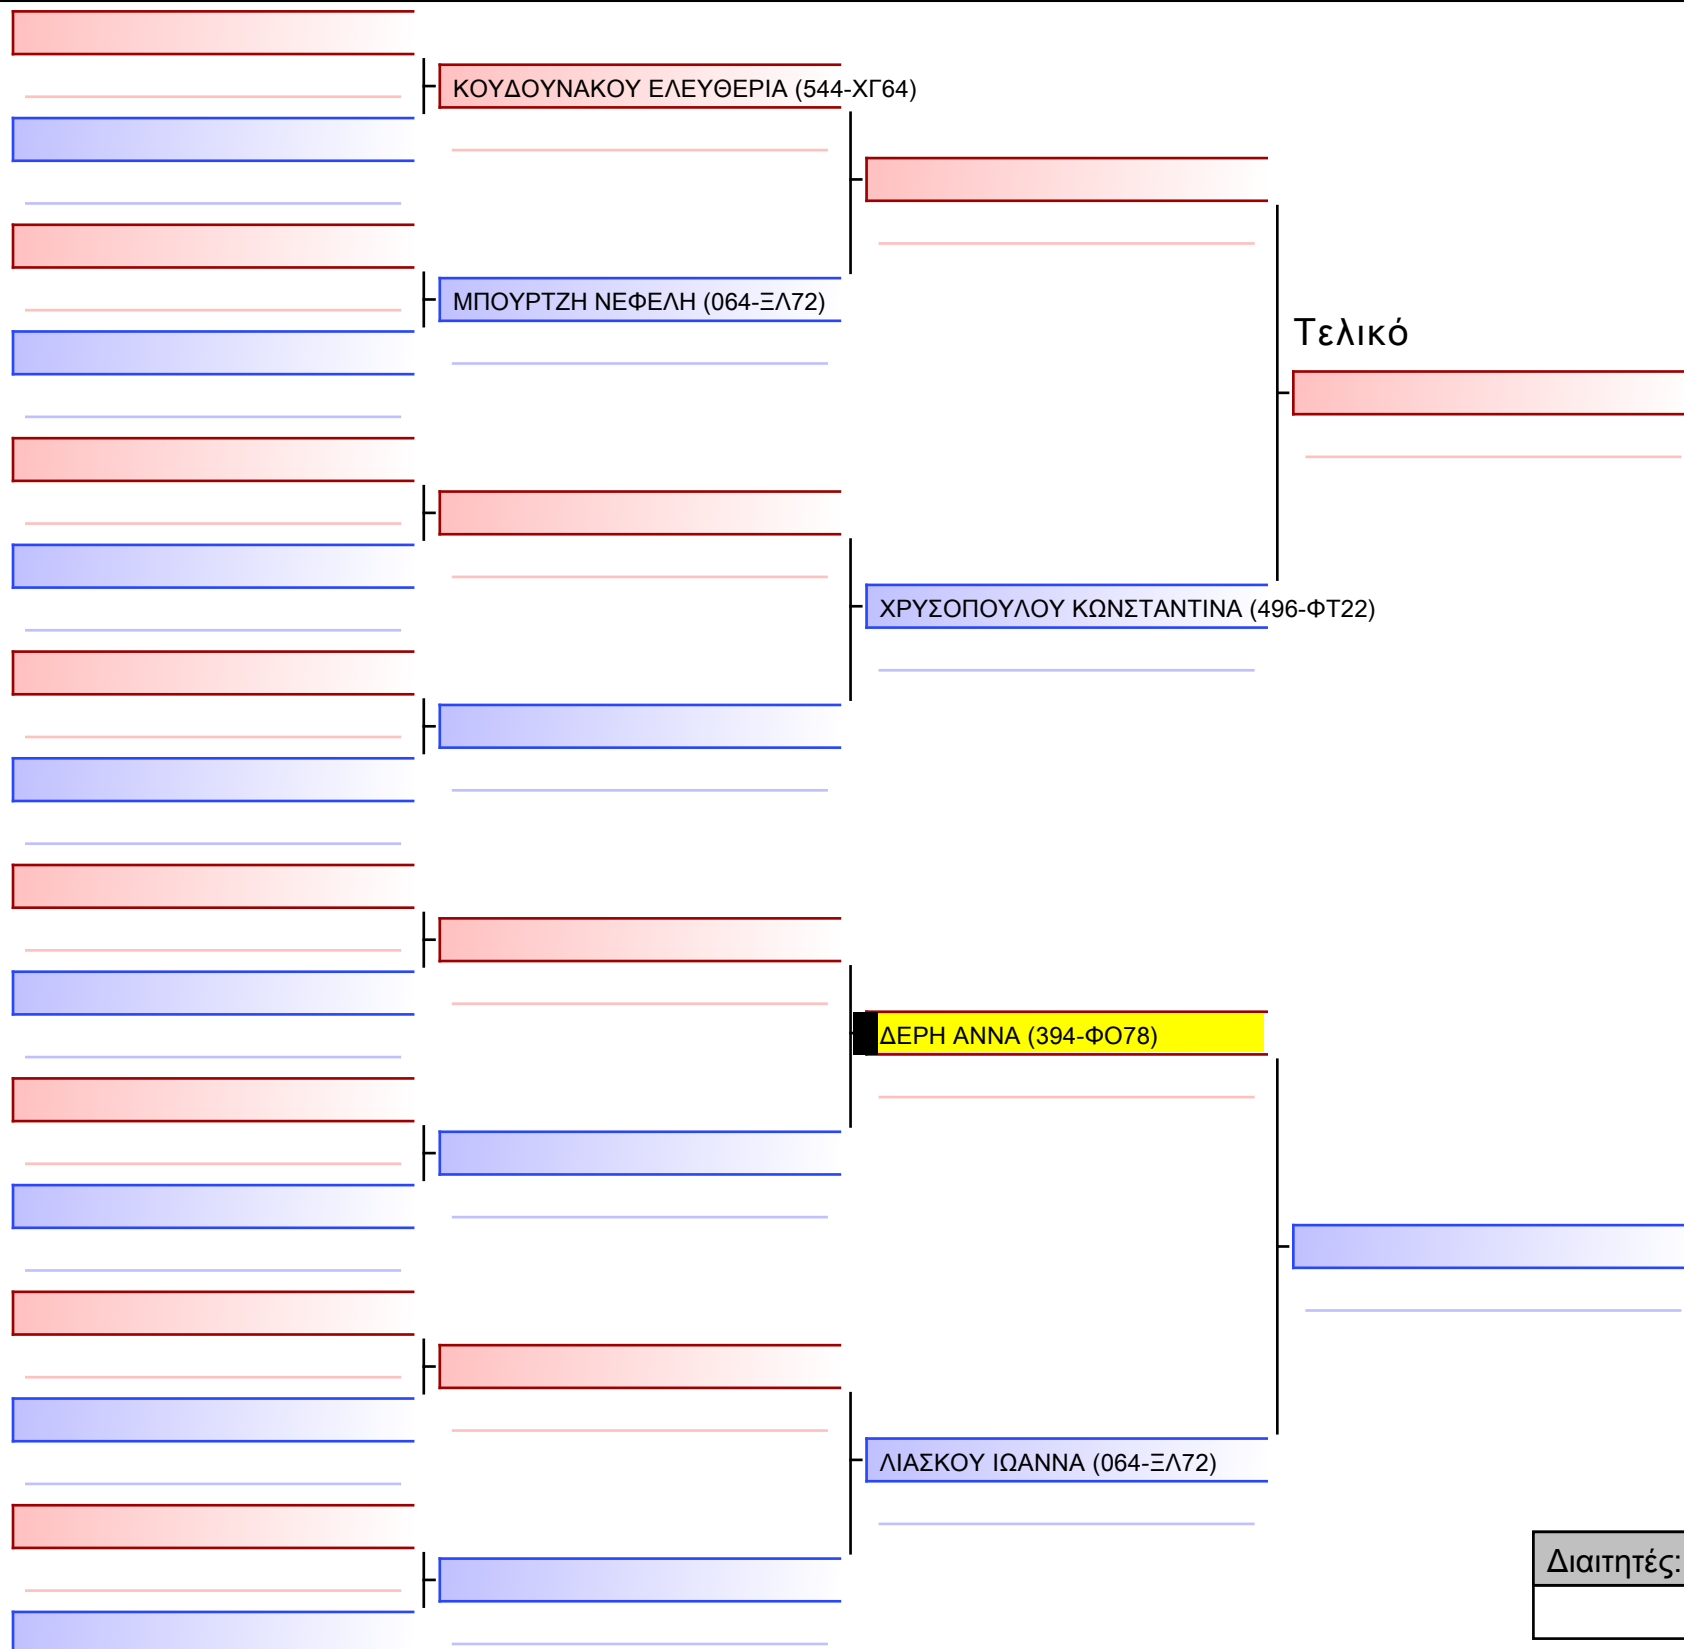 ΚΟΥΔΟΥΝΑΚΟΥ ΕΛΕΥΘΕΡΙΑ (544-ΧΓ64)
ΜΠΟΥΡΤΖΗ ΝΕΦΕΛΗ (064-ΞΛ72)
Τελικό
ΧΡΥΣΟΠΟΥΛΟΥ ΚΩΝΣΤΑΝΤΙΝΑ (496-ΦΤ22)
ΔΕΡΗ ΑΝΝΑ (394-ΦΟ78)
ΛΙΑΣΚΟΥ ΙΩΑΝΝΑ (064-ΞΛ72)
Διαιτητές: